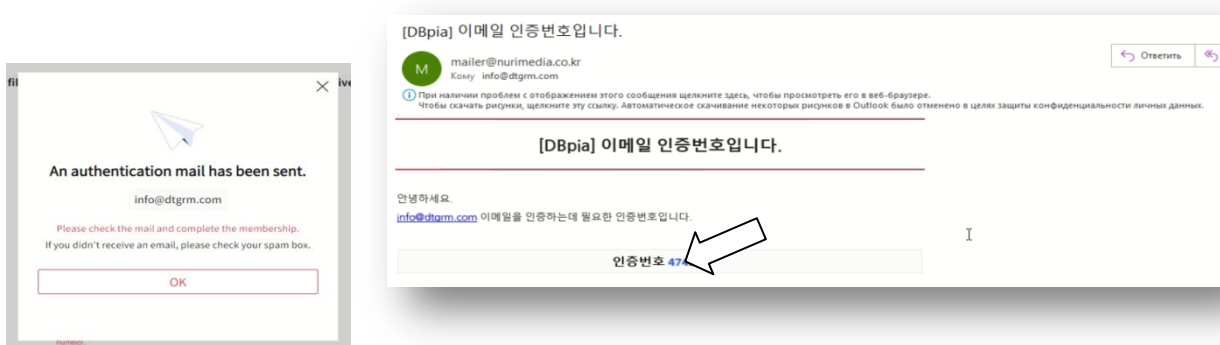 An authentication mail has been sent.
info@dtgrm.com
Please check the mail and complete the membership.
If you didn't receive an email, please check your spam box.
OK
number.
[DBpia] 이메일 인증번호입니다.
M
mailer@nurimedia.co.kr
Кому info@dtgrm.com
Ответить
При наличии проблем с отображением этого сообщения щелкните здесь, чтобы просмотреть его в веб-браузере.
Чтобы скачать рисунки, щелкните эту ссылку. Автоматическое скачивание некоторых рисунков в Outlook было отменено в целях защиты конфиденциальности личных данных.
[DBpia] 이메일 인증번호입니다.
안녕하세요.
info@dtgrm.com 이메일을 인증하는데 필요한 인증번호입니다.
인증번호